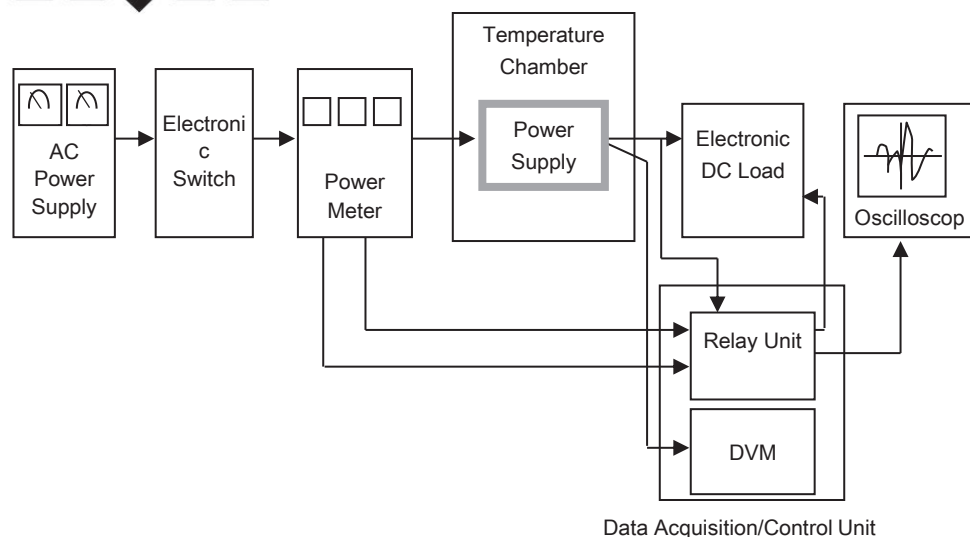 Temperature
Chamber
AC
Power
Supply
Electroni
c
Switch
Power
Meter
Power
Supply
Electronic
DC Load
Oscilloscop
Relay Unit
DVM
Data Acquisition/Control Unit